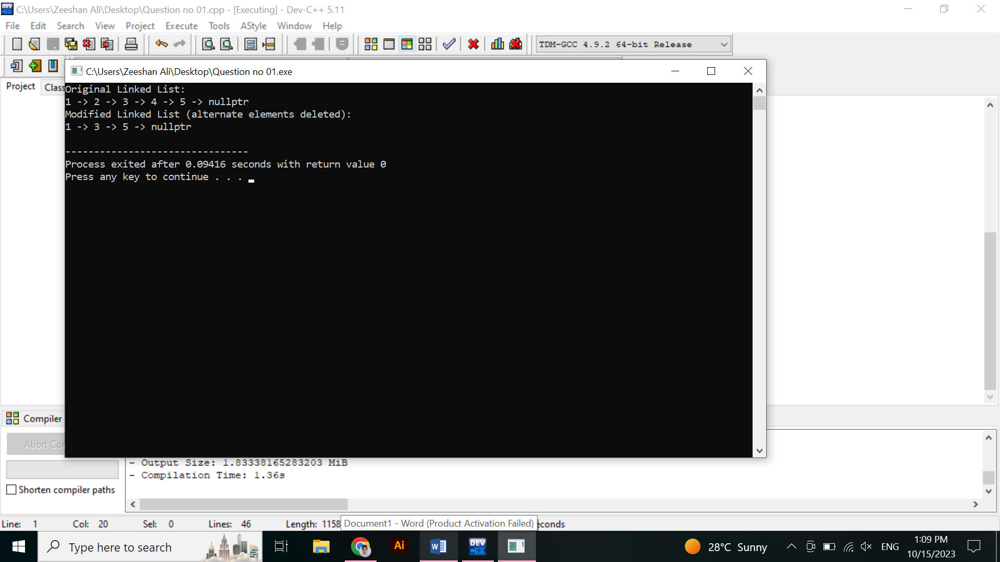 C:\Users\Zeeshan Ali\Desktop\Question no 01.cpp - [Executing] - Dev-C++ 5.11
File Edit Search View Project Execute Tools AStyle Window Help
TDM-GCC 4.9.2 64-bit Release
C:\Users\Zeeshan Ali\Desktop\Question no 01.exe
Project Class
Original Linked List:
1 -> 2 -> 3 -> 4 -> 5 -> nullptr
Modified Linked List (alternate elements deleted):
1 -> 3 -> 5 -> nullptr
--------------------------------
Process exited after 0.09416 seconds with return value 0
Press any key to continue . . .
Compiler
Abort Co
- Output Size: 1.83338165283203 MiB
- Compilation Time: 1.36s
Shorten compiler paths
Line: 1 Col: 20 Sel: 0 Lines: 46 Length: 1158 econds
Document1 - Word (Product Activation Failed)
Type here to search
Ai
W
DEV
C++
28°C Sunny
ENG
1:09 PM
10/15/2023